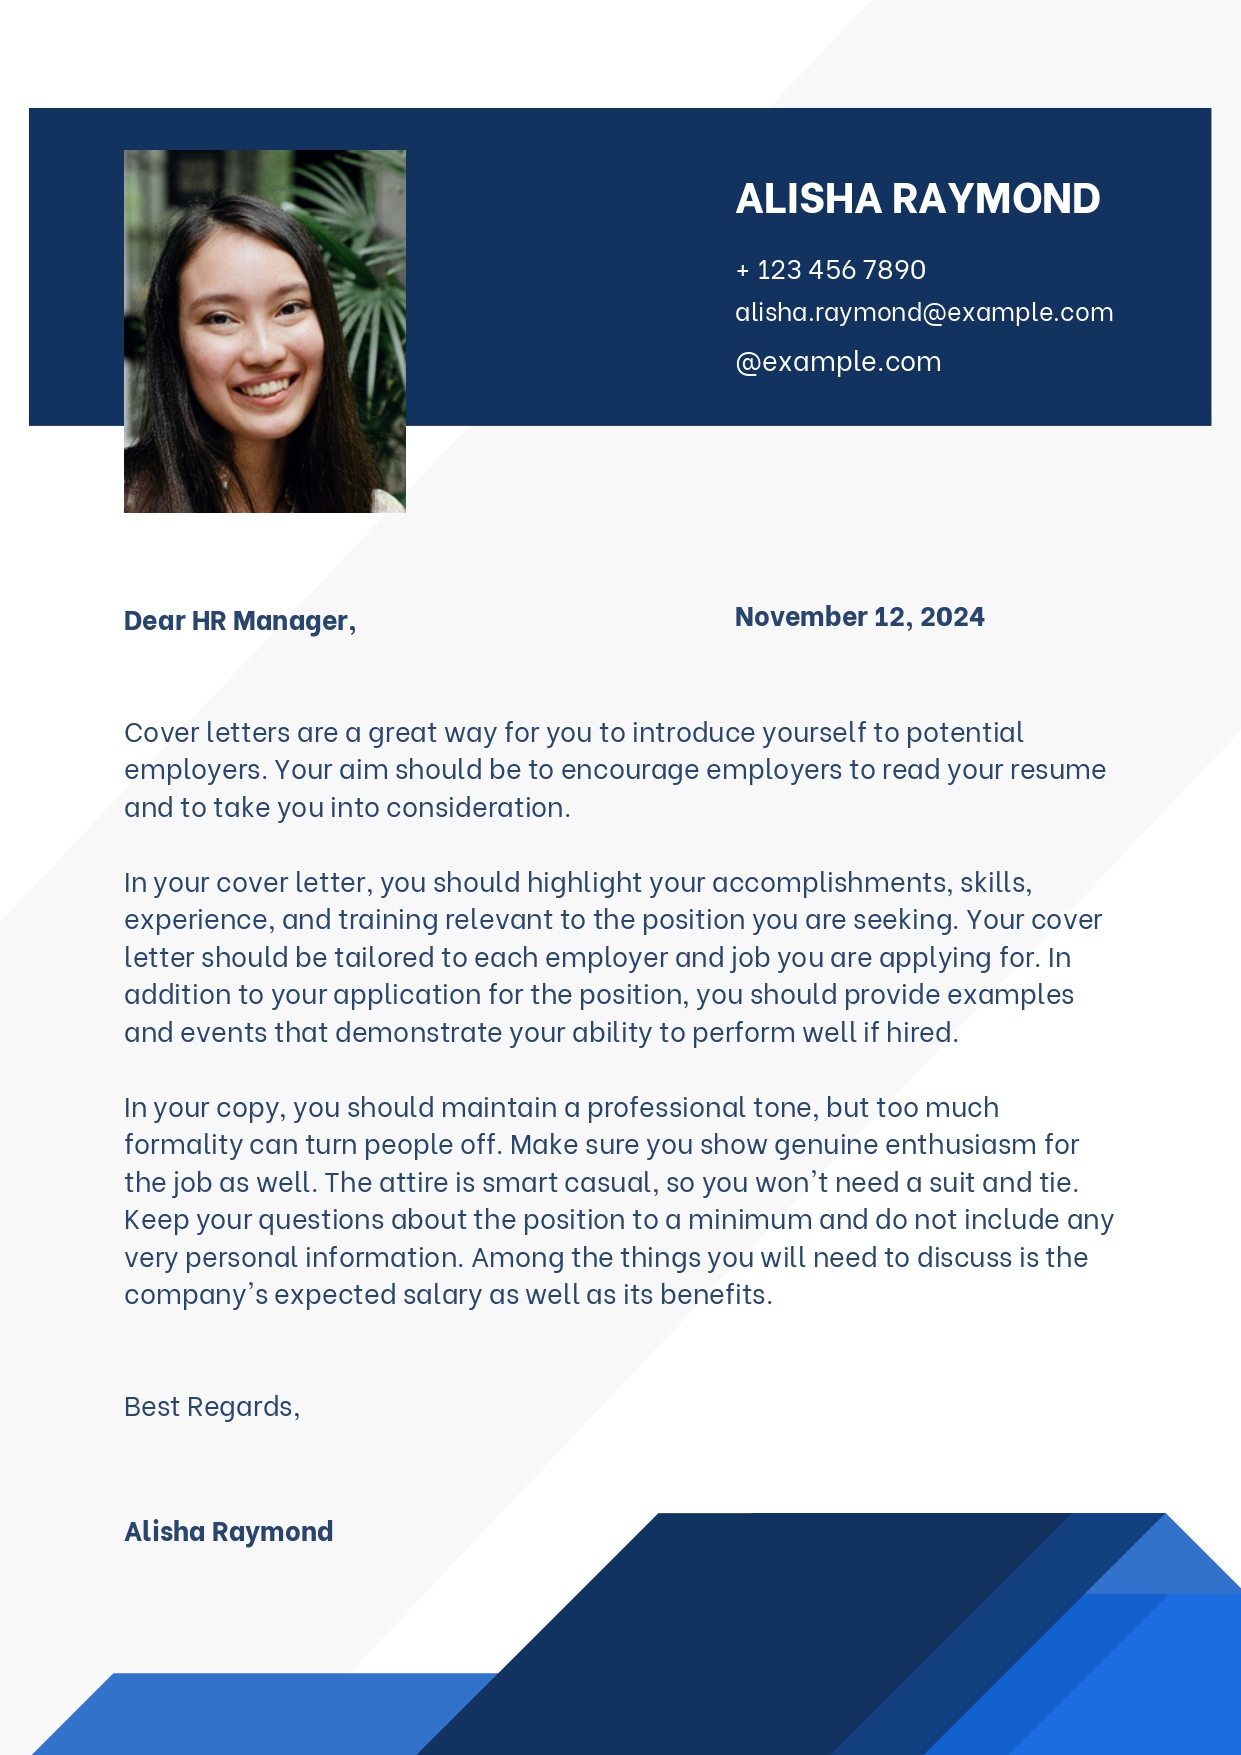 ALISHA RAYMOND
+ 123 456 7890
alisha.raymond@example.com
@example.com
Dear HR Manager,
November 12, 2024
Cover letters are a great way for you to introduce yourself to potential
employers. Your aim should be to encourage employers to read your resume
and to take you into consideration.
In your cover letter, you should highlight your accomplishments, skills,
experience, and training relevant to the position you are seeking. Your cover
letter should be tailored to each employer and job you are applying for. In
addition to your application for the position, you should provide examples
and events that demonstrate your ability to perform well if hired.
In your copy, you should maintain a professional tone, but too much
formality can turn people off. Make sure you show genuine enthusiasm for
the job as well. The attire is smart casual, so you won’t need a suit and tie.
Keep your questions about the position to a minimum and do not include any
very personal information. Among the things you will need to discuss is the
company’s expected salary as well as its benefits.
Best Regards,
Alisha Raymond